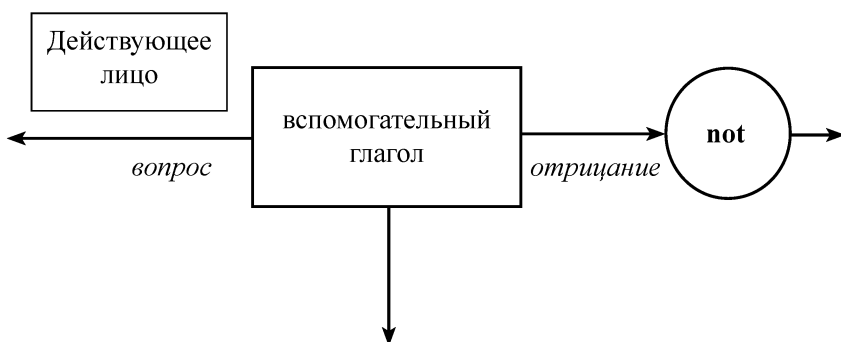 Действующее
лицо
вспомогательный
глагол
вопрос
отрицание
not